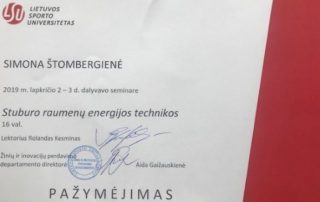 LSU
LIETUVOS
SPORTO
UNIVERSITETAS
SIMONA ŠTOMBERGIENĖ
2019 m. lapkričio 2 – 3 d. dalyvavo seminare
Stuburo raumenų energijos technikos
16 val.
Lektorius Rolandas Kesminas
Žinių ir inovacijų perdavimo
departamento direktorė
Aida Gaižauskienė
PAŽYMĖJIMAS